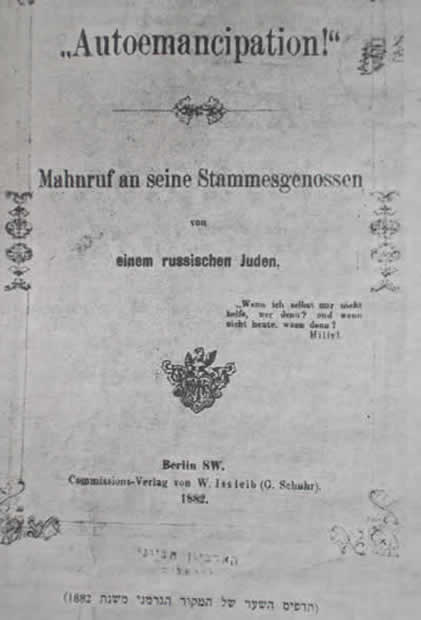 „Autoemancipation!“
Mahnruf an seine Stammesgenossen
von
einem russischen Juden.
„Wenn ich selbst mir nicht
helfe, wer denn? und wenn
nicht heute, wann denn?
Hillel
Berlin SW.
Commissions-Verlag von W. Issleib (G. Schuhr).
1882.
(תדפיס השער של המקור הגרמני משנת 1882)